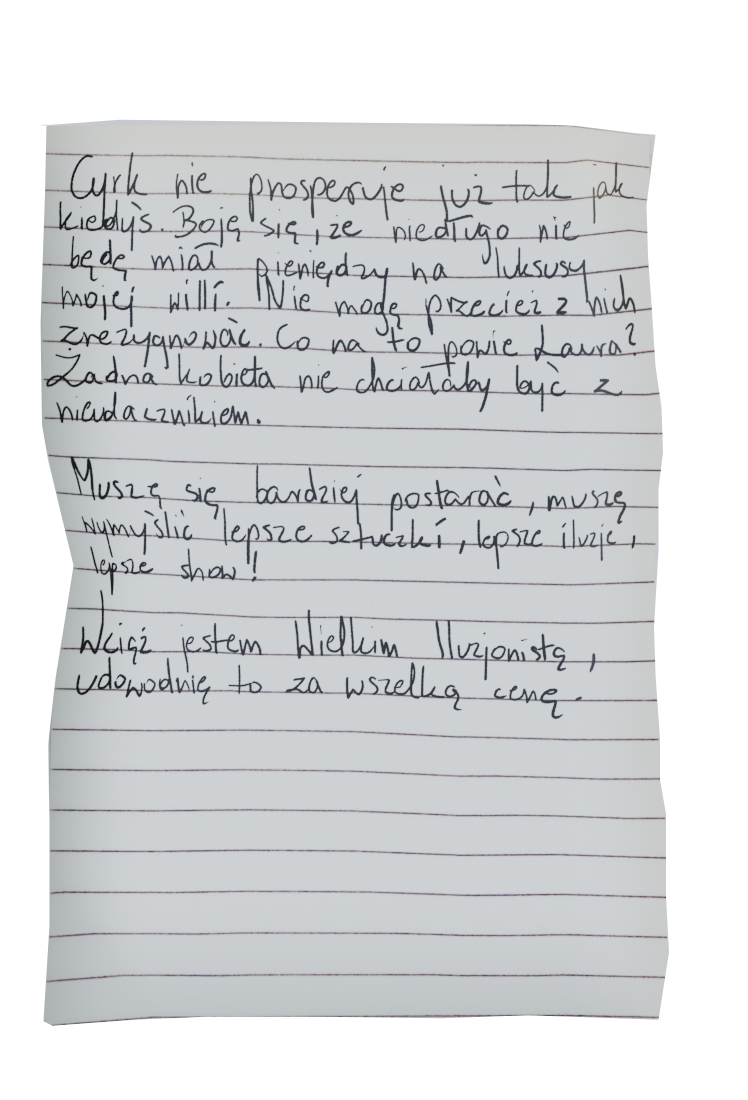 Cyrk nie prosperuje już tak jak
kiedyś. Boję się, że niedługo nie
będę miał pieniędzy na luksusy
mojej willi. Nie mogę przecież z nich
zrezygnować. Co na to powie Laura?
Żadna kobieta nie chciałaby być z
nieudacznikiem.
Muszę się bardziej postarać, muszę
wymyślić lepsze sztuczki, lepsze iluzje,
lepsze show!
Wciąż jestem Wielkim Iluzjonistą,
udowodnię to za wszelką cenę.